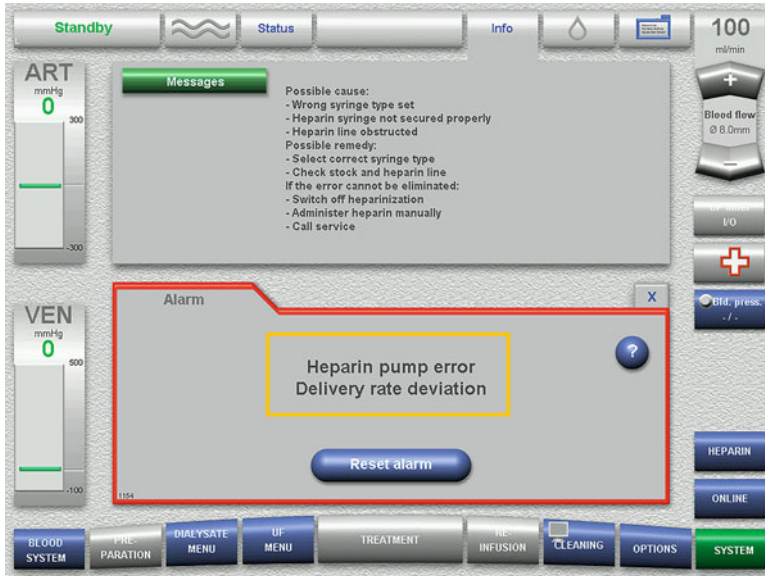 Standby
Status
Info
100
ml/min
ART
mmHg
0
300
-300
Messages
Possible cause:
- Wrong syringe type set
- Heparin syringe not secured properly
- Heparin line obstructed
Possible remedy:
- Select correct syringe type
- Check stock and heparin line
If the error cannot be eliminated:
- Switch off heparinization
- Administer heparin manually
- Call service
+
Blood flow
Ø 8.0mm
−
I/O
Bld. press.
- / -
VEN
mmHg
0
500
-100
Alarm
X
Heparin pump error
Delivery rate deviation
?
Reset alarm
1154
HEPARIN
ONLINE
BLOOD
SYSTEM
PRE-
PARATION
DIALYSATE
MENU
UF
MENU
TREATMENT
RE-
INFUSION
CLEANING
OPTIONS
SYSTEM